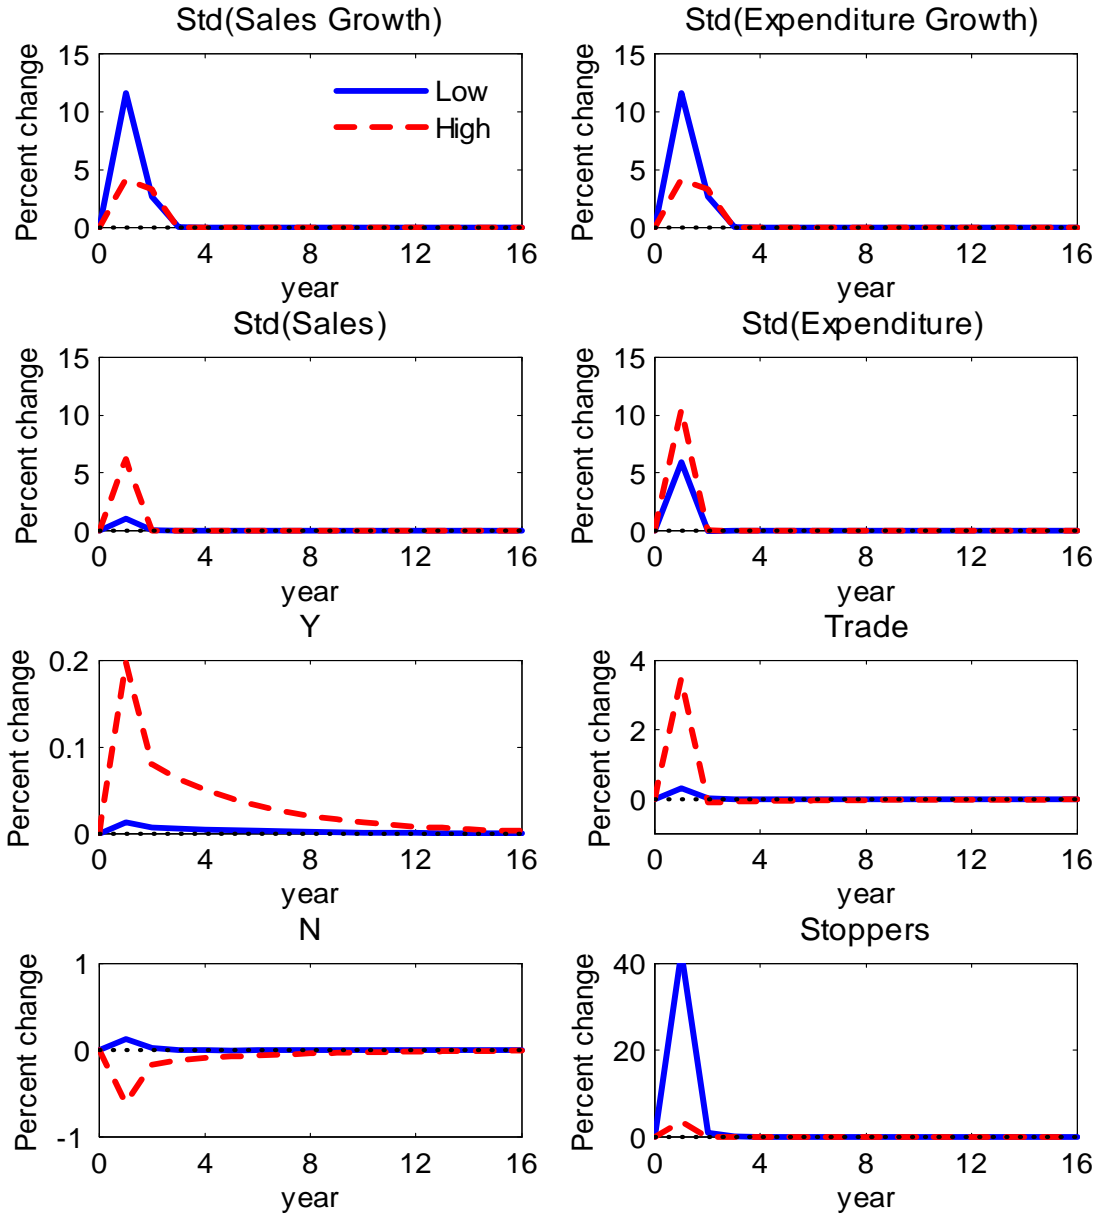 Std(Sales Growth)
Percent change
15
10
5
0
0 4 8 12 16
year
Low
High
Std(Expenditure Growth)
Percent change
15
10
5
0
0 4 8 12 16
year
Std(Sales)
Percent change
15
10
5
0
0 4 8 12 16
year
Std(Expenditure)
Percent change
15
10
5
0
0 4 8 12 16
year
Y
Percent change
0.2
0.1
0
0 4 8 12 16
year
Trade
Percent change
4
2
0
0 4 8 12 16
year
N
Percent change
1
0
-1
0 4 8 12 16
year
Stoppers
Percent change
40
20
0
0 4 8 12 16
year